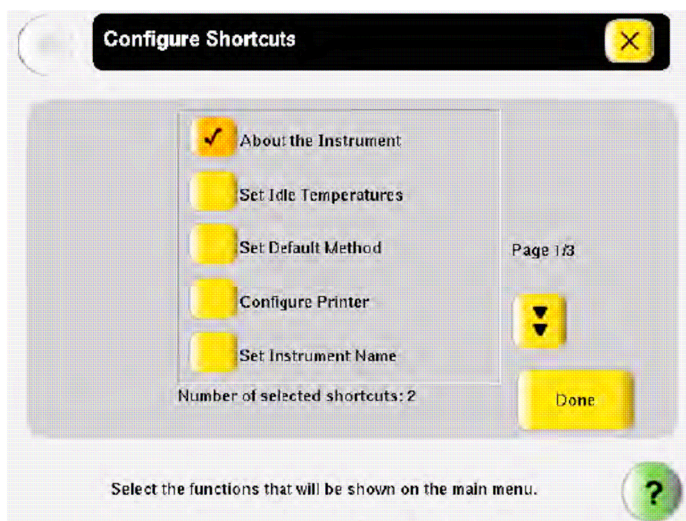 Configure Shortcuts
About the Instrument
Set Idle Temperatures
Set Default Method
Page 1/3
Configure Printer
Set Instrument Name
Number of selected shortcuts: 2
Done
Select the functions that will be shown on the main menu.
?